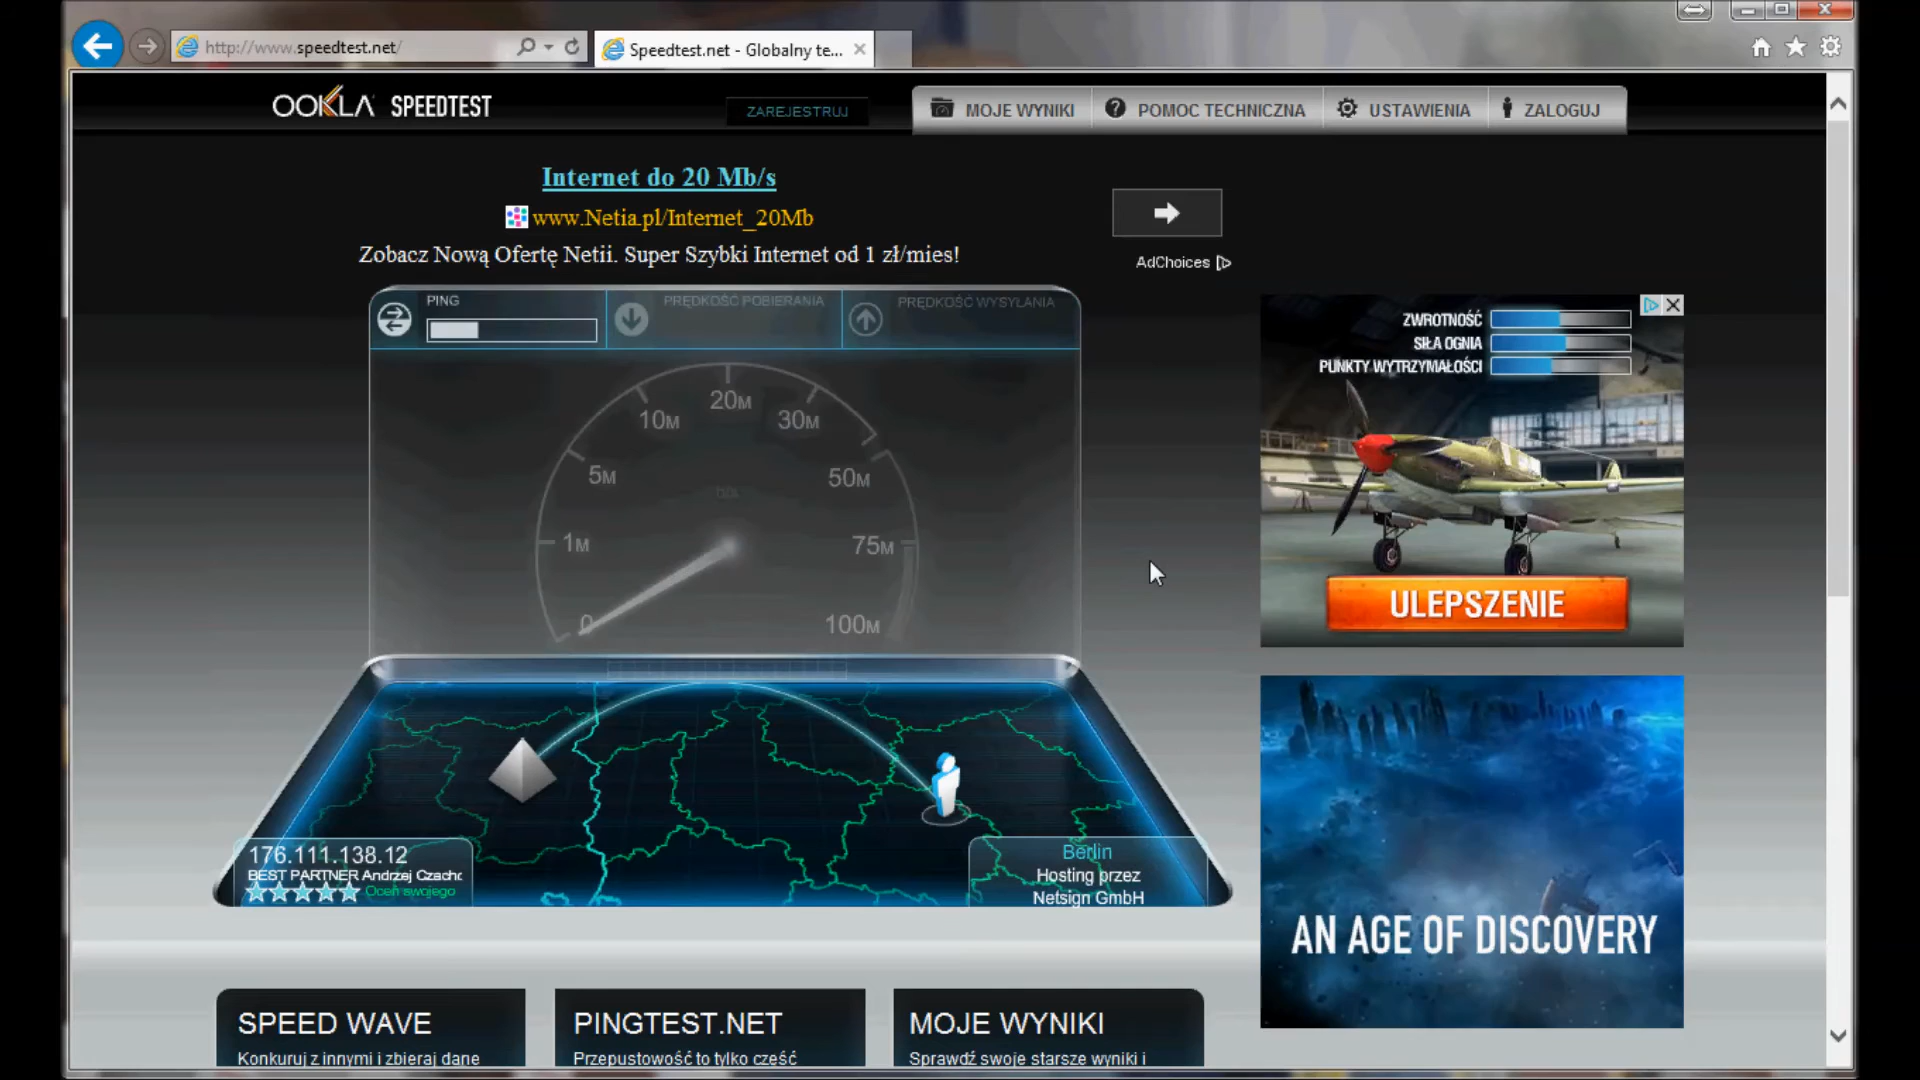 http://www.speedtest.net/
Speedtest.net - Globalny te...
OOKLA SPEEDTEST
ZAREJESTRUJ
MOJE WYNIKI
POMOC TECHNICZNA
USTAWIENIA
ZALOGUJ
Internet do 20 Mb/s
www.Netia.pl/Internet_20Mb
Zobacz Nową Ofertę Netii. Super Szybki Internet od 1 zł/mies!
AdChoices
PING
PRĘDKOŚĆ POBIERANIA
PRĘDKOŚĆ WYSYŁANIA
ZWROTNOŚĆ
SIŁA OGNIA
PUNKTY WYTRZYMAŁOŚCI
20M
10M
30M
5M
50M
1M
75M
0
100M
ULEPSZENIE
176.111.138.12
BEST PARTNER Andrzej Czacho
Oceń swojego
Berlin
Hosting przez
Netsign GmbH
AN AGE OF DISCOVERY
SPEED WAVE
Konkuruj z innymi i zbieraj dane
PINGTEST.NET
Przepustowość to tylko część
MOJE WYNIKI
Sprawdź swoje starsze wyniki i